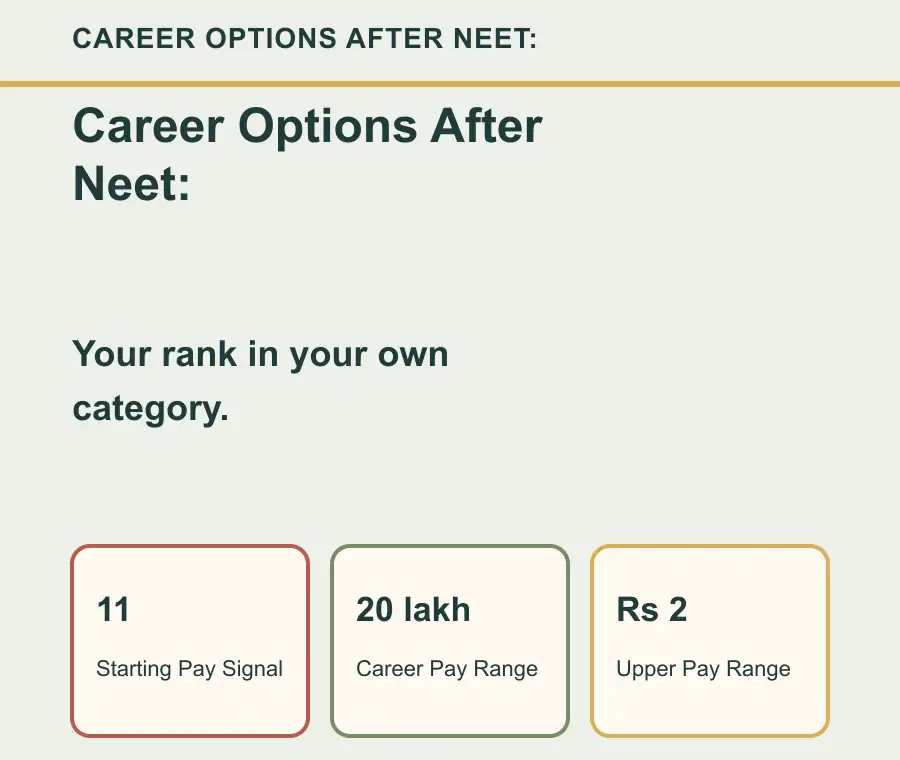 CAREER OPTIONS AFTER NEET:
Career Options After
Neet:
Your rank in your own
category.
11
Starting Pay Signal
20 lakh
Career Pay Range
Rs 2
Upper Pay Range